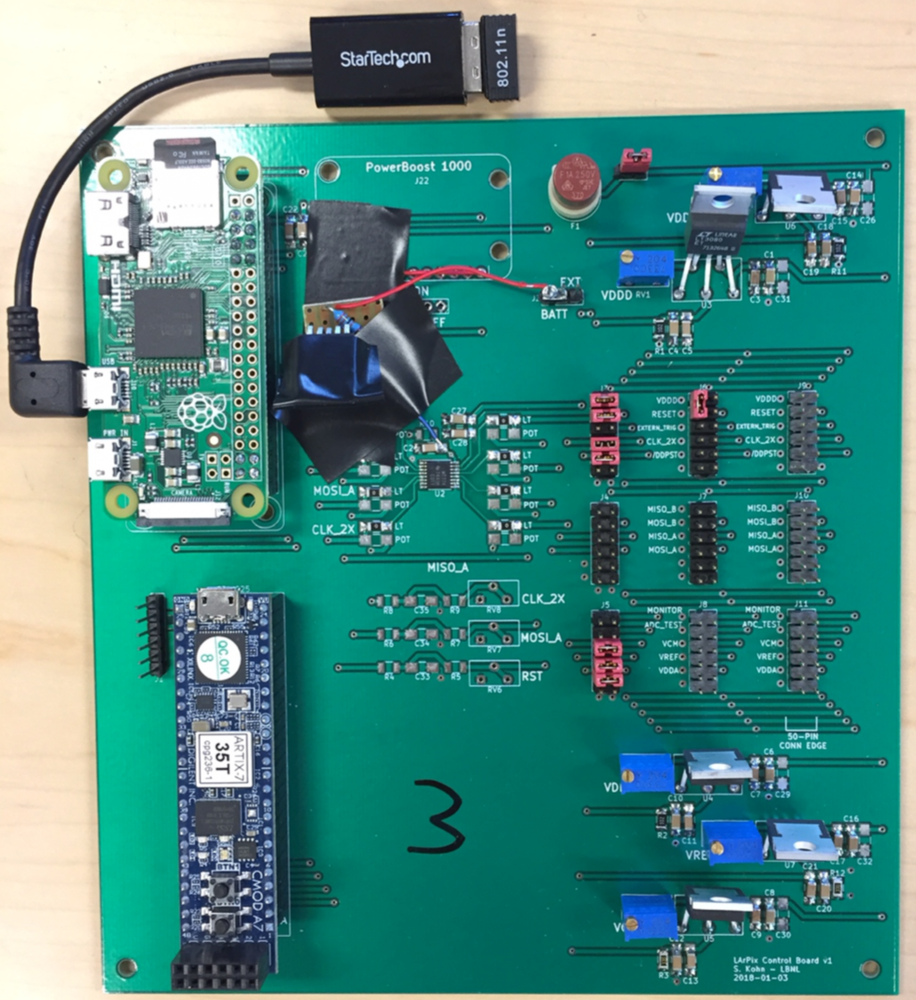 StarTech.com
802.11n
PowerBoost 1000
J22
F1
C14
C15
C26
U6
C18
C19
R11
VDDD
RV1
U3
C1
C3
C31
R1
C4
C5
EXT
BATT
C22
USB
PWR IN
CAMERA
C27
C28
U2
LT
POT
LT
POT
LT
POT
LT
POT
LT
POT
LT
POT
MOSI_A
CLK_2X
MISO_A
VDDD
RESET
EXTERN_TRIG
CLK_2X
/DDPST
J9
VDDD
RESET
EXTERN_TRIG
CLK_2X
/DDPST
J4
J7
J10
MISO_B
MOSI_B
MISO_A
MOSI_A
MISO_B
MOSI_B
MISO_A
MOSI_A
J5
J8
J11
MONITOR
ADC_TEST
VCM
VREF
VDDA
MONITOR
ADC_TEST
VCM
VREF
VDDA
50-PIN
CONN EDGE
R8
C35
R9
RV8
CLK_2X
R6
C34
R7
RV7
MOSI_A
R4
C33
R5
RV6
RST
QC.OK
8
ARTIX-7
35T
cpg236-1
DIGILENT INC
BTN1
CMOD A7
3
C6
C7
C29
U4
C10
C11
R2
C16
C17
C32
U7
C21
R12
C20
C8
C9
C30
U5
C12
R3
C13
LArPix Control Board v1
S. Kohn - LBNL
2018-01-03